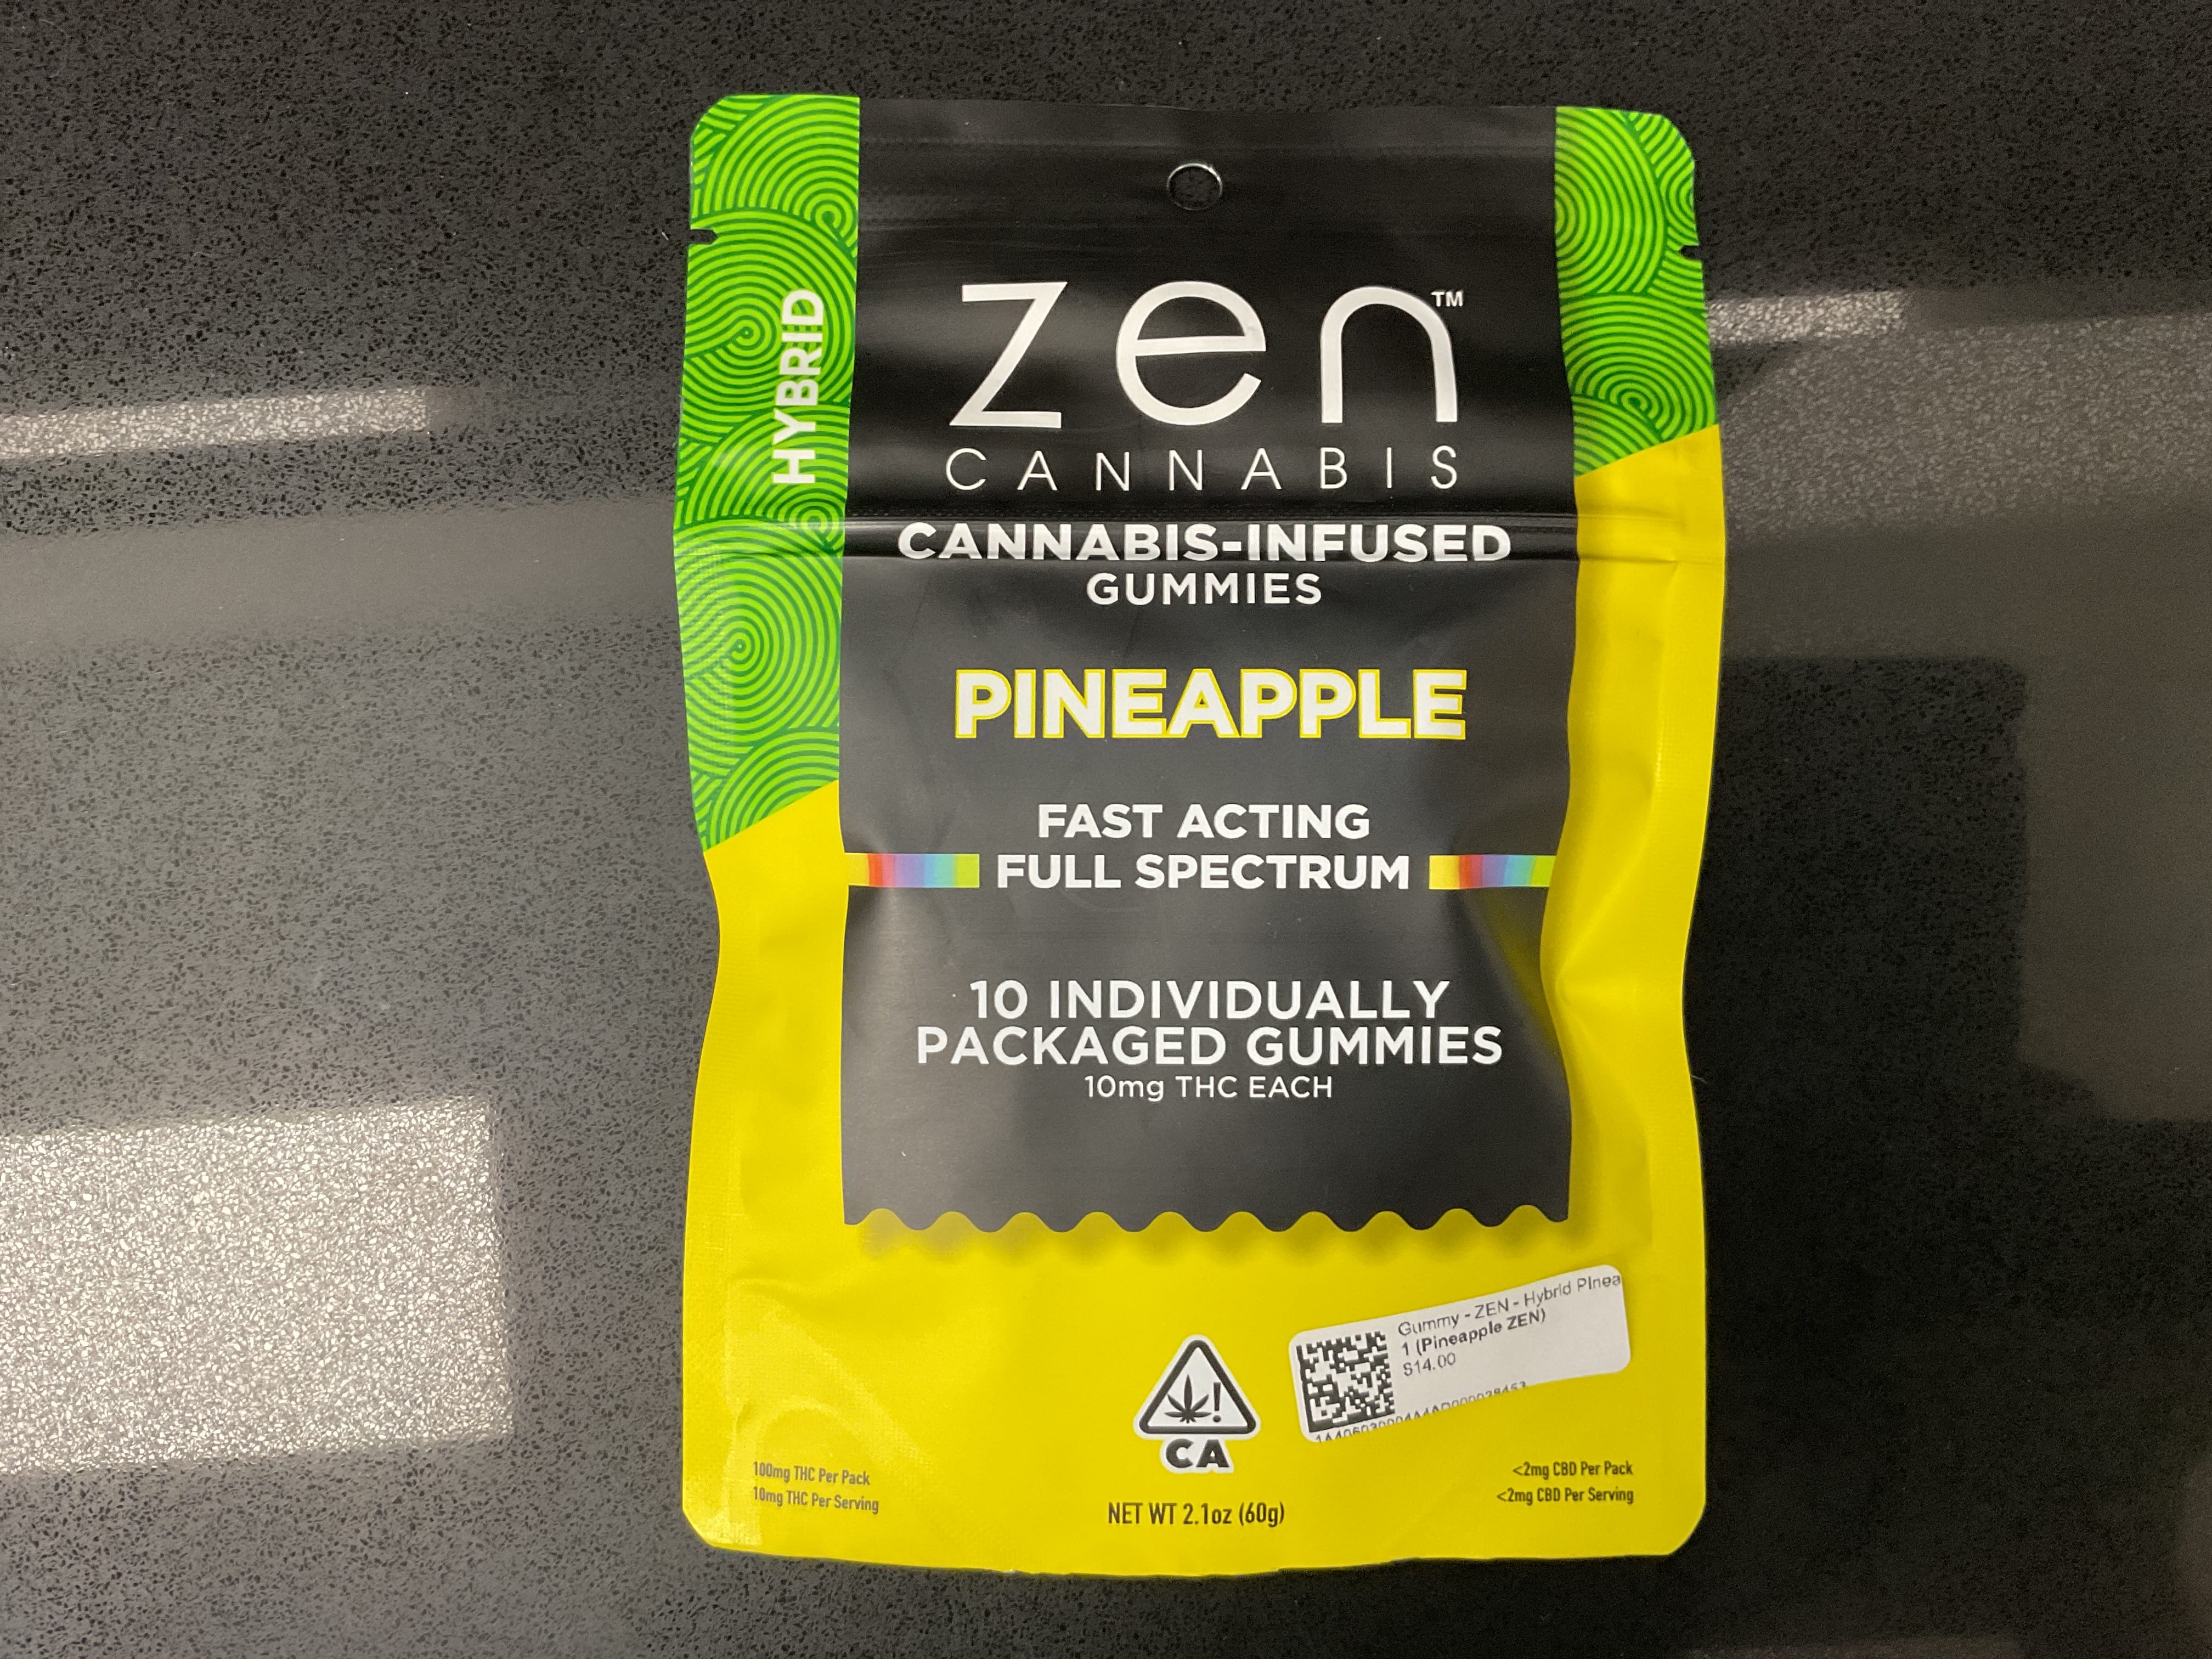 HYBRID
zen™
CANNABIS
CANNABIS-INFUSED
GUMMIES
PINEAPPLE
FAST ACTING
FULL SPECTRUM
10 INDIVIDUALLY
PACKAGED GUMMIES
10mg THC EACH
Gummy - ZEN - Hybrid PInea
1 (Pineapple ZEN)
$14.00
CA
100mg THC Per Pack
10mg THC Per Serving
NET WT 2.1oz (60g)
<2mg CBD Per Pack
<2mg CBD Per Serving